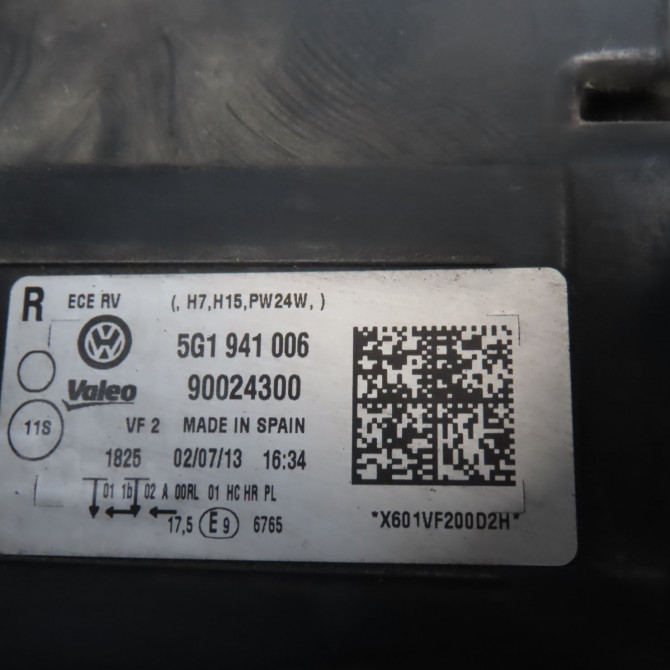 R ECE RV (, H7,H15,PW24W, )
5G1 941 006
Valeo 90024300
11S VF 2 MADE IN SPAIN
1825 02/07/13 16:34
01 1b 02 A 00RL 01 HC HR PL
17,5 E9 6765
*X601VF200D2H*